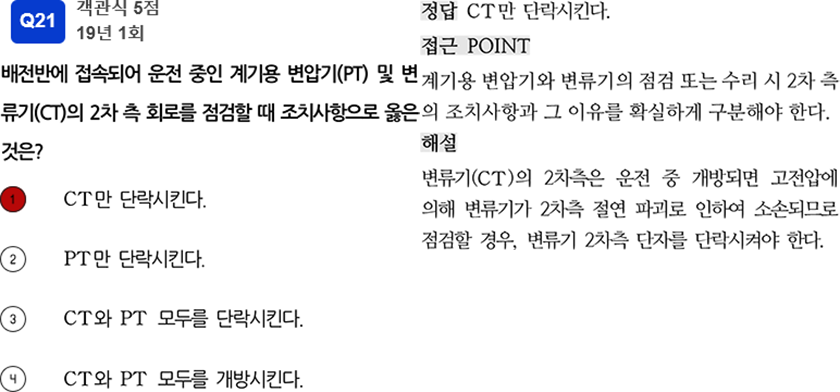 Q21
객관식 5점
19년 1회
배전반에 접속되어 운전 중인 계기용 변압기(PT) 및 변
류기(CT)의 2차 측 회로를 점검할 때 조치사항으로 옳은
것은?
1 CT만 단락시킨다.
2 PT만 단락시킨다.
3 CT와 PT 모두를 단락시킨다.
4 CT와 PT 모두를 개방시킨다.
정답 CT만 단락시킨다.
접근 POINT
계기용 변압기와 변류기의 점검 또는 수리 시 2차 측
의 조치사항과 그 이유를 확실하게 구분해야 한다.
해설
변류기(CT)의 2차측은 운전 중 개방되면 고전압에
의해 변류기가 2차측 절연 파괴로 인하여 소손되므로
점검할 경우, 변류기 2차측 단자를 단락시켜야 한다.